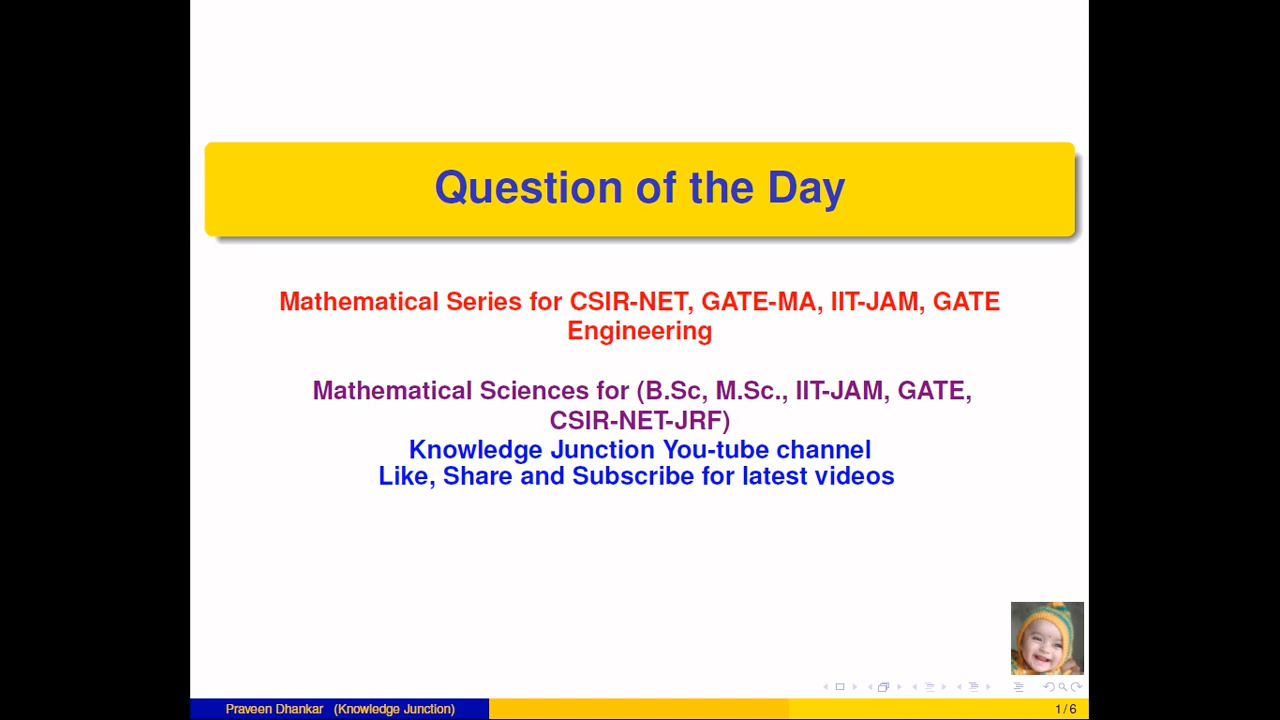 Question of the Day
Mathematical Series for CSIR-NET, GATE-MA, IIT-JAM, GATE
Engineering
Mathematical Sciences for (B.Sc, M.Sc., IIT-JAM, GATE,
CSIR-NET-JRF)
Knowledge Junction You-tube channel
Like, Share and Subscribe for latest videos
Praveen Dhankar (Knowledge Junction)
1 / 6